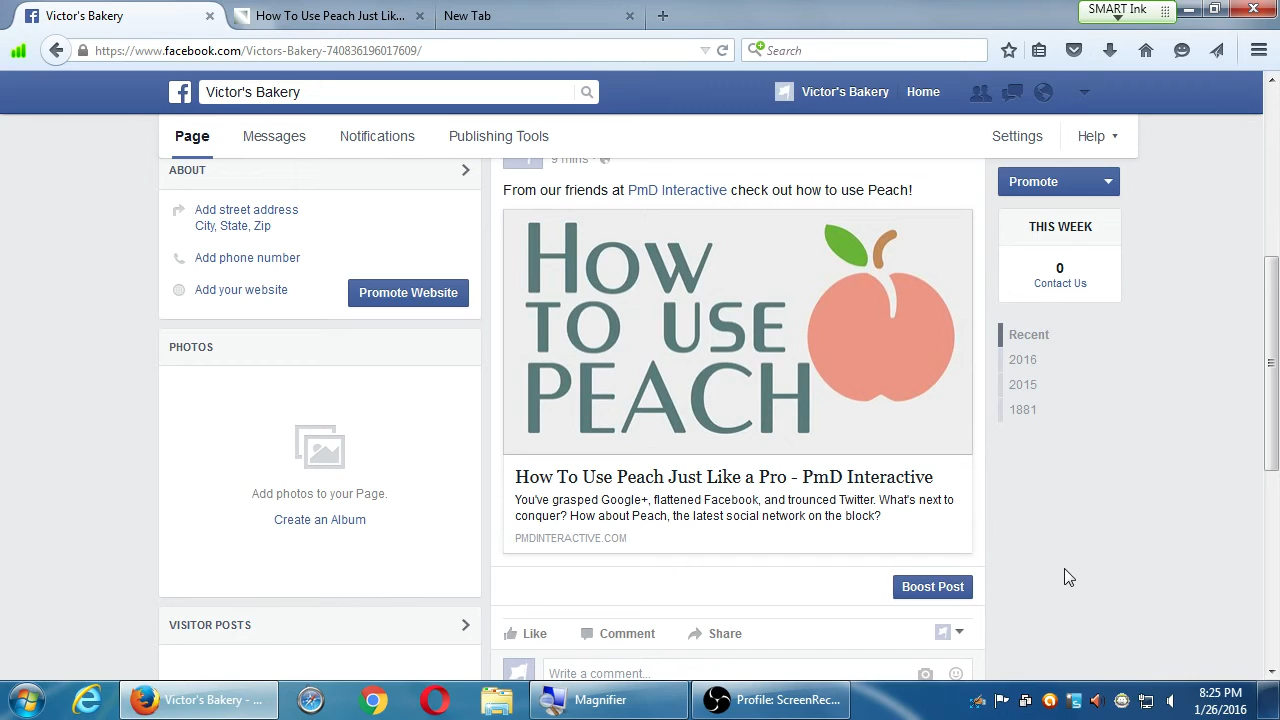 SMART Ink
Victor's Bakery
How To Use Peach Just Lik...
New Tab
https://www.facebook.com/Victors-Bakery-740836196017609/
Search
Victor's Bakery
Victor's Bakery
Home
Page
Messages
Notifications
Publishing Tools
Settings
Help
ABOUT
Add street address
City, State, Zip
Add phone number
Add your website
Promote Website
PHOTOS
Add photos to your Page.
Create an Album
VISITOR POSTS
9 mins
From our friends at PmD Interactive check out how to use Peach!
HOW
TO USE
PEACH
How To Use Peach Just Like a Pro - PmD Interactive
You've grasped Google+, flattened Facebook, and trounced Twitter. What's next to
conquer? How about Peach, the latest social network on the block?
PMDINTERACTIVE.COM
Boost Post
Like
Comment
Share
Write a comment...
Promote
THIS WEEK
0
Contact Us
Recent
2016
2015
1881
Victor's Bakery - ...
Magnifier
Profile: ScreenRec...
8:25 PM
1/26/2016